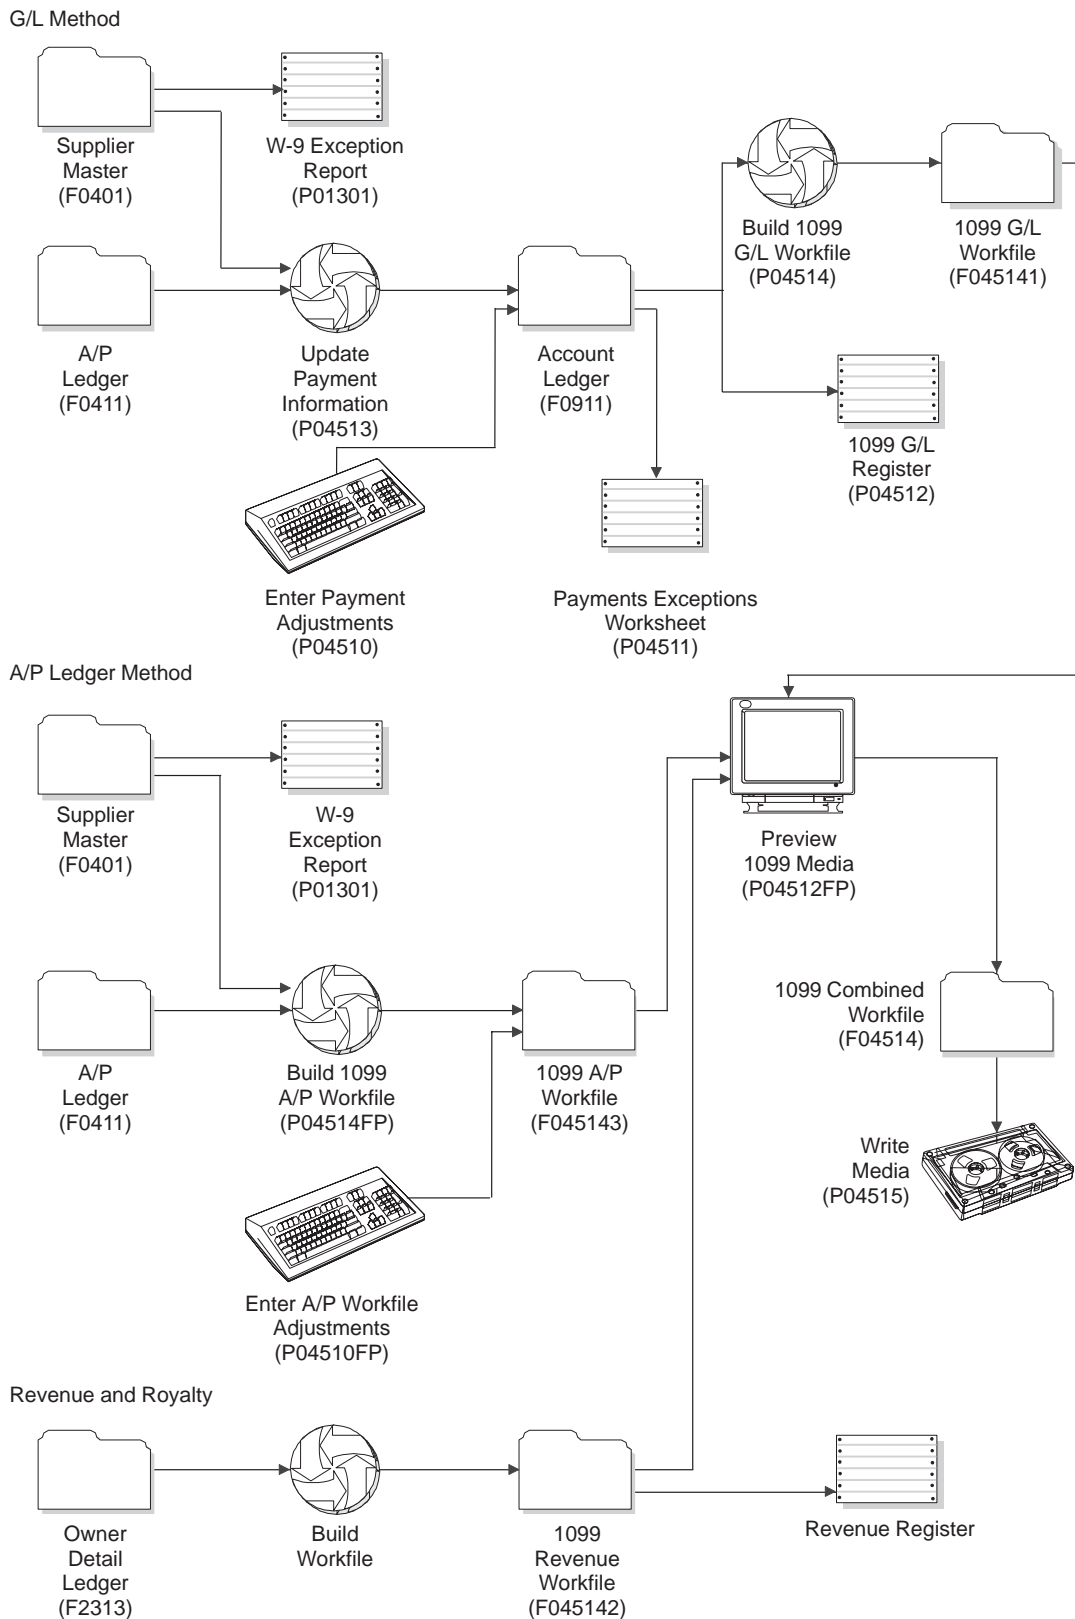 G/L Method
Supplier
Master
(F0401)
W-9 Exception
Report
(P01301)
Build 1099
G/L Workfile
(P04514)
1099 G/L
Workfile
(F045141)
A/P
Ledger
(F0411)
Update
Payment
Information
(P04513)
Account
Ledger
(F0911)
1099 G/L
Register
(P04512)
Enter Payment
Adjustments
(P04510)
Payments Exceptions
Worksheet
(P04511)
A/P Ledger Method
Supplier
Master
(F0401)
W-9
Exception
Report
(P01301)
Preview
1099 Media
(P04512FP)
1099 Combined
Workfile
(F04514)
A/P
Ledger
(F0411)
Build 1099
A/P Workfile
(P04514FP)
1099 A/P
Workfile
(F045143)
Write
Media
(P04515)
Enter A/P Workfile
Adjustments
(P04510FP)
Revenue and Royalty
Owner
Detail
Ledger
(F2313)
Build
Workfile
1099
Revenue
Workfile
(F045142)
Revenue Register